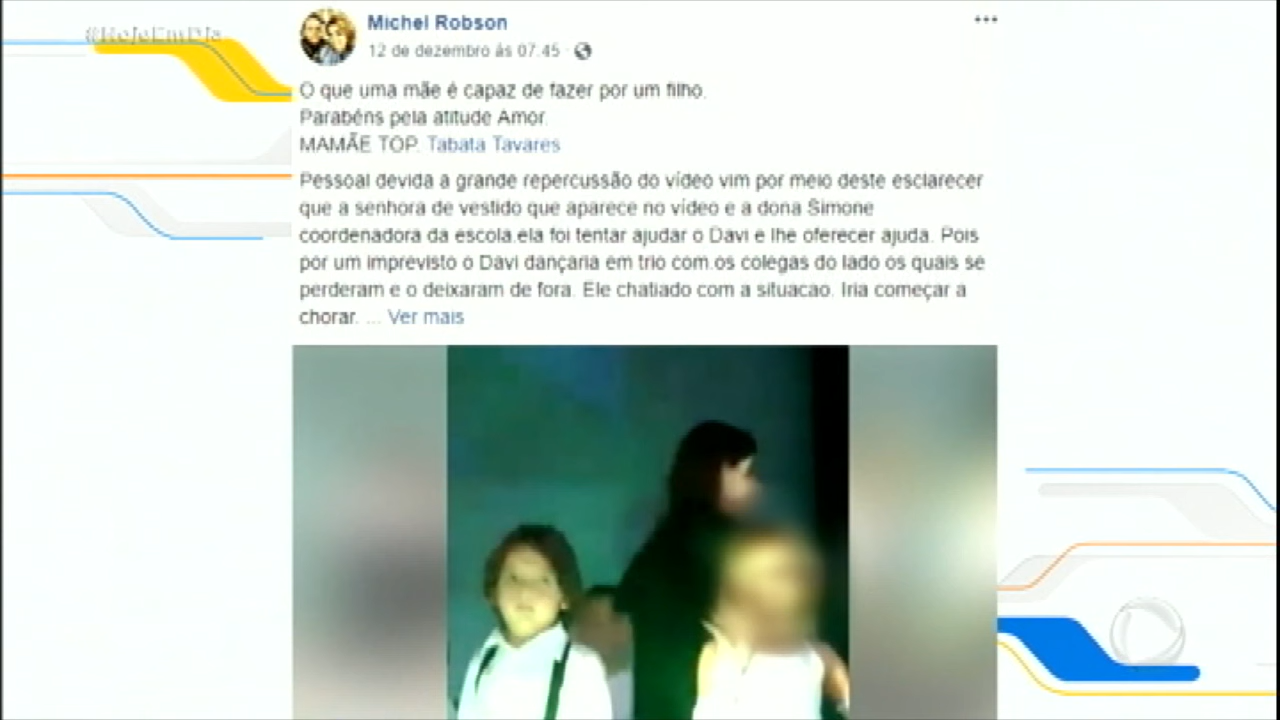 #HojeEmDia
Michel Robson
12 de dezembro às 07:45 ·
O que uma mãe é capaz de fazer por um filho.
Parabéns pela atitude Amor.
MAMÃE TOP. Tabata Tavares
Pessoal devida a grande repercussão do vídeo vim por meio deste esclarecer
que a senhora de vestido que aparece no vídeo e a dona Simone
coordenadora da escola.ela foi tentar ajudar o Davi e lhe oferecer ajuda. Pois
por um imprevisto o Davi dançaria em trio com.os colegas do lado os quais se
perderam e o deixaram de fora. Ele chatiado com a situacao. Iria começar a
chorar. ... Ver mais